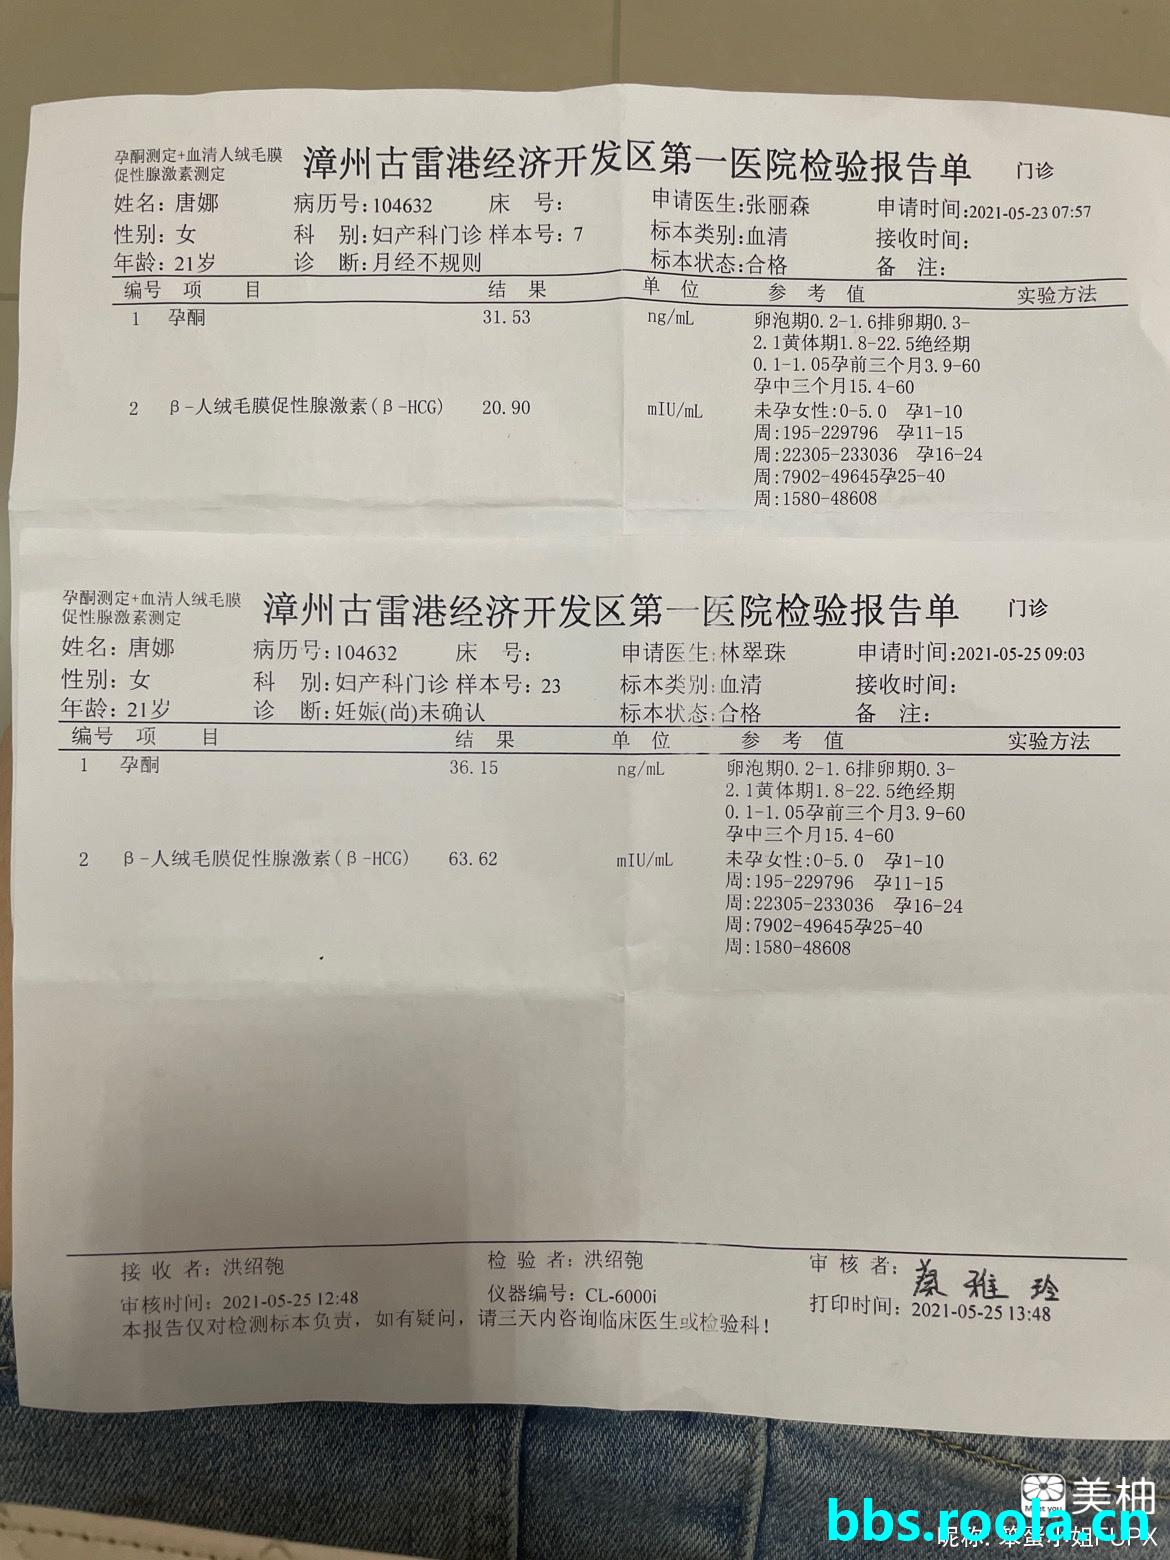 孕酮测定+血清人绒毛膜
促性腺激素测定
漳州古雷港经济开发区第一医院检验报告单 门诊
姓名：唐娜 病历号：104632 床 号： 申请医生：张丽森 申请时间：2021-05-23 07:57
性别：女 科 别：妇产科门诊 样本号：7 标本类别：血清 接收时间：
年龄：21岁 诊 断：月经不规则 标本状态：合格 备 注：
编号 项 目 结 果 单 位 参 考 值 实验方法
1 孕酮 31.53 ng/mL 卵泡期0.2-1.6排卵期0.3-
2.1黄体期1.8-22.5绝经期
0.1-1.05孕前三个月3.9-60
孕中三个月15.4-60
2 β-人绒毛膜促性腺激素(β-HCG) 20.90 mIU/mL 未孕女性:0-5.0 孕1-10
周:195-229796 孕11-15
周:22305-233036 孕16-24
周:7902-49645孕25-40
周:1580-48608
孕酮测定+血清人绒毛膜
促性腺激素测定
漳州古雷港经济开发区第一医院检验报告单 门诊
姓名：唐娜 病历号：104632 床 号： 申请医生：林翠珠 申请时间：2021-05-25 09:03
性别：女 科 别：妇产科门诊 样本号：23 标本类别：血清 接收时间：
年龄：21岁 诊 断：妊娠(尚)未确认 标本状态：合格 备 注：
编号 项 目 结 果 单 位 参 考 值 实验方法
1 孕酮 36.15 ng/mL 卵泡期0.2-1.6排卵期0.3-
2.1黄体期1.8-22.5绝经期
0.1-1.05孕前三个月3.9-60
孕中三个月15.4-60
2 β-人绒毛膜促性腺激素(β-HCG) 63.62 mIU/mL 未孕女性:0-5.0 孕1-10
周:195-229796 孕11-15
周:22305-233036 孕16-24
周:7902-49645孕25-40
周:1580-48608
接 收 者：洪绍匏 检 验 者：洪绍匏 审 核 者：蔡雅玲
审核时间：2021-05-25 12:48 仪器编号：CL-6000i 打印时间：2021-05-25 13:48
本报告仅对检测标本负责，如有疑问，请三天内咨询临床医生或检验科！
美柚
Meet you
bbs.roola.cn
昵称: 笨蛋小姐FUPX